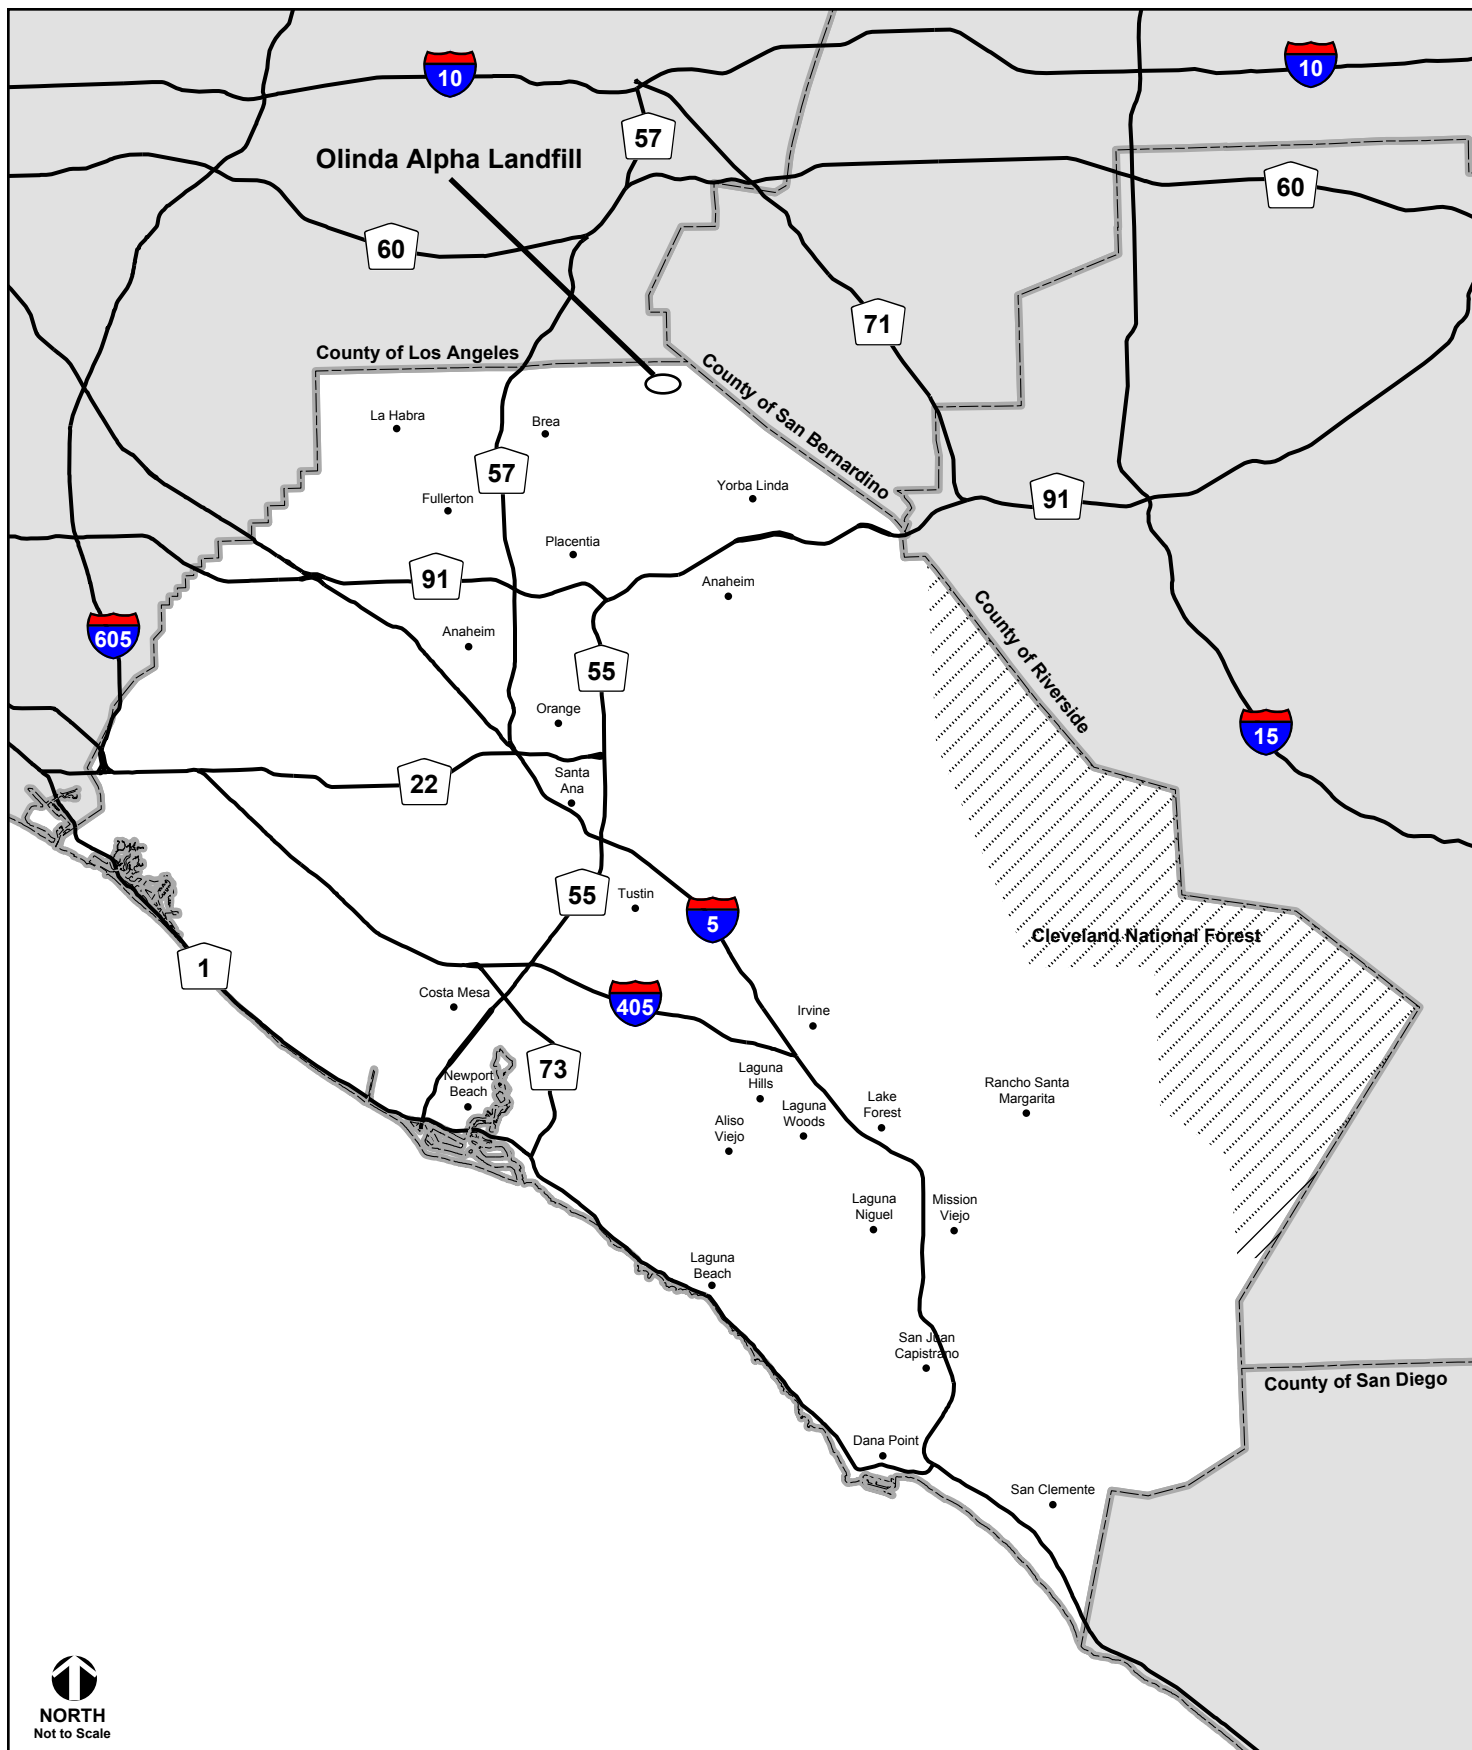 10
10
57
Olinda Alpha Landfill
60
60
71
County of Los Angeles
County of San Bernardino
La Habra
Brea
57
Yorba Linda
91
Fullerton
Placentia
91
Anaheim
County of Riverside
605
Anaheim
55
Orange
15
22
Santa
Ana
55
Tustin
5
Cleveland National Forest
1
Costa Mesa
405
Irvine
73
Newport
Beach
Laguna
Hills
Rancho Santa
Margarita
Laguna
Woods
Lake
Forest
Aliso
Viejo
Laguna
Niguel
Mission
Viejo
Laguna
Beach
San Juan
Capistrano
County of San Diego
Dana Point
San Clemente
NORTH
Not to Scale